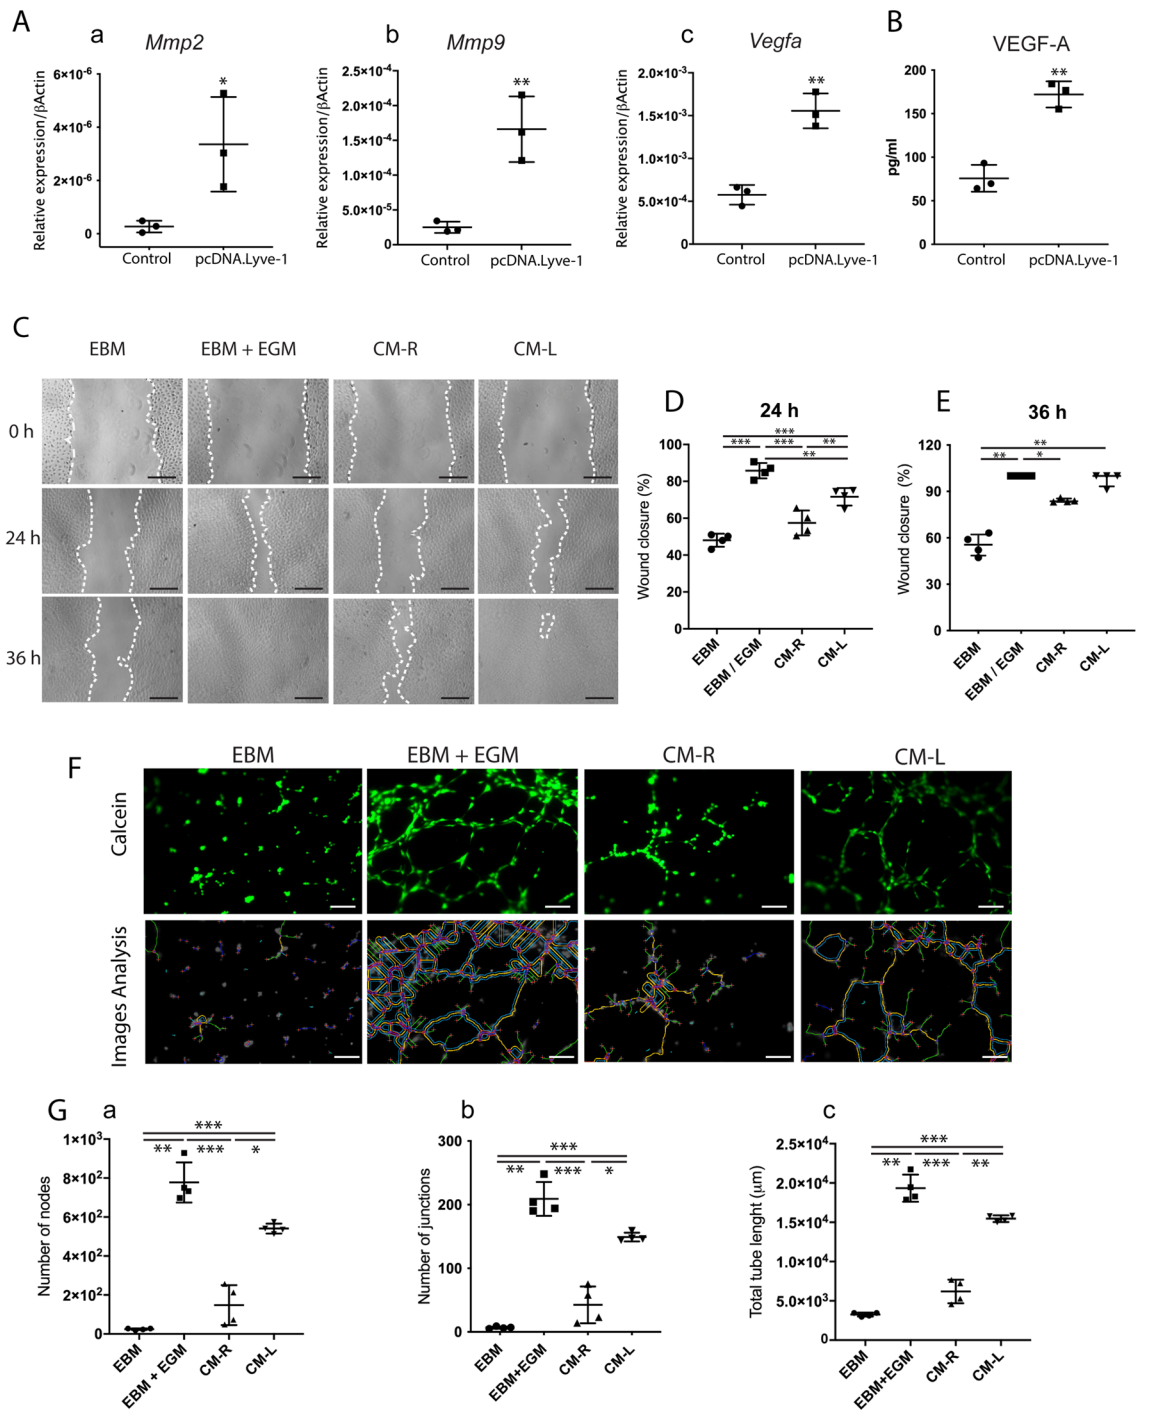 A
a
Mmp2
Relative expression/βActin
6×10-6
4×10-6
2×10-6
0
*
Control
pcDNA.Lyve-1
b
Mmp9
Relative expression/βActin
2.5×10-4
2.0×10-4
1.5×10-4
1.0×10-4
5.0×10-5
0
**
Control
pcDNA.Lyve-1
c
Vegfa
Relative expression/βActin
2.0×10-3
1.5×10-3
1.0×10-3
5.0×10-4
0
**
Control
pcDNA.Lyve-1
B
VEGF-A
pg/ml
200
150
100
50
0
**
Control
pcDNA.Lyve-1
C
EBM
EBM + EGM
CM-R
CM-L
0 h
24 h
36 h
D
24 h
Wound closure (%)
100
80
60
40
20
0
***
*** *** **
**
EBM
EBM / EGM
CM-R
CM-L
E
36 h
Wound closure (%)
120
90
60
30
0
**
** *
EBM
EBM / EGM
CM-R
CM-L
F
EBM
EBM + EGM
CM-R
CM-L
Calcein
Images Analysis
G
a
Number of nodes
1×103
8×102
6×102
4×102
2×102
0
***
** *** *
EBM
EBM + EGM
CM-R
CM-L
b
Number of junctions
300
200
100
0
***
** *** *
EBM
EBM+EGM
CM-R
CM-L
c
Total tube lenght (μm)
2.5×104
2.0×104
1.5×104
1.0×104
5.0×103
0
***
** *** **
EBM
EBM+EGM
CM-R
CM-L